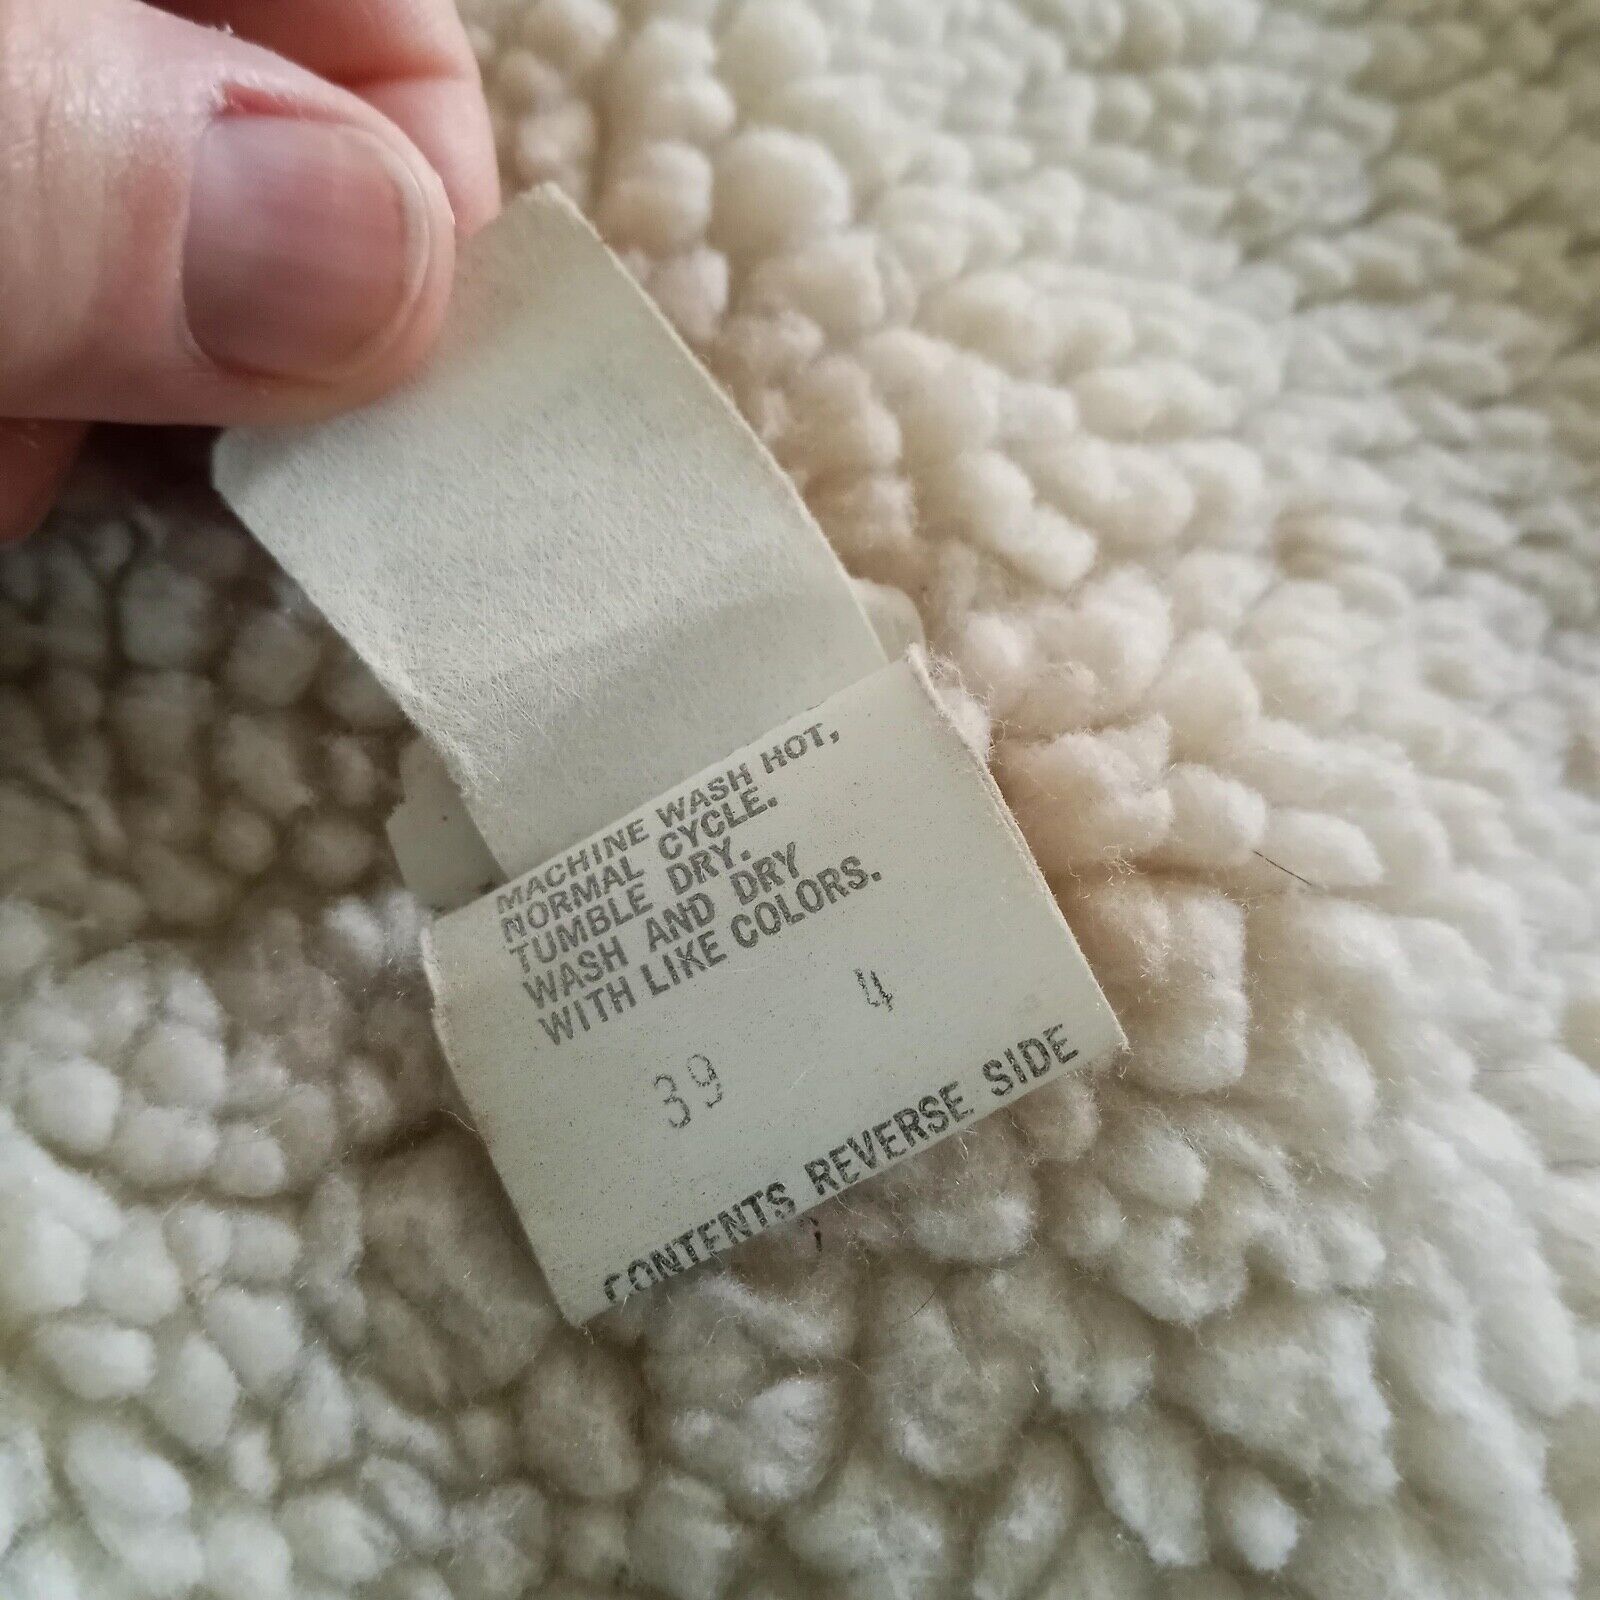 MACHINE WASH HOT,
NORMAL CYCLE.
TUMBLE DRY.
WASH AND DRY
WITH LIKE COLORS.
39 4
CONTENTS REVERSE SIDE